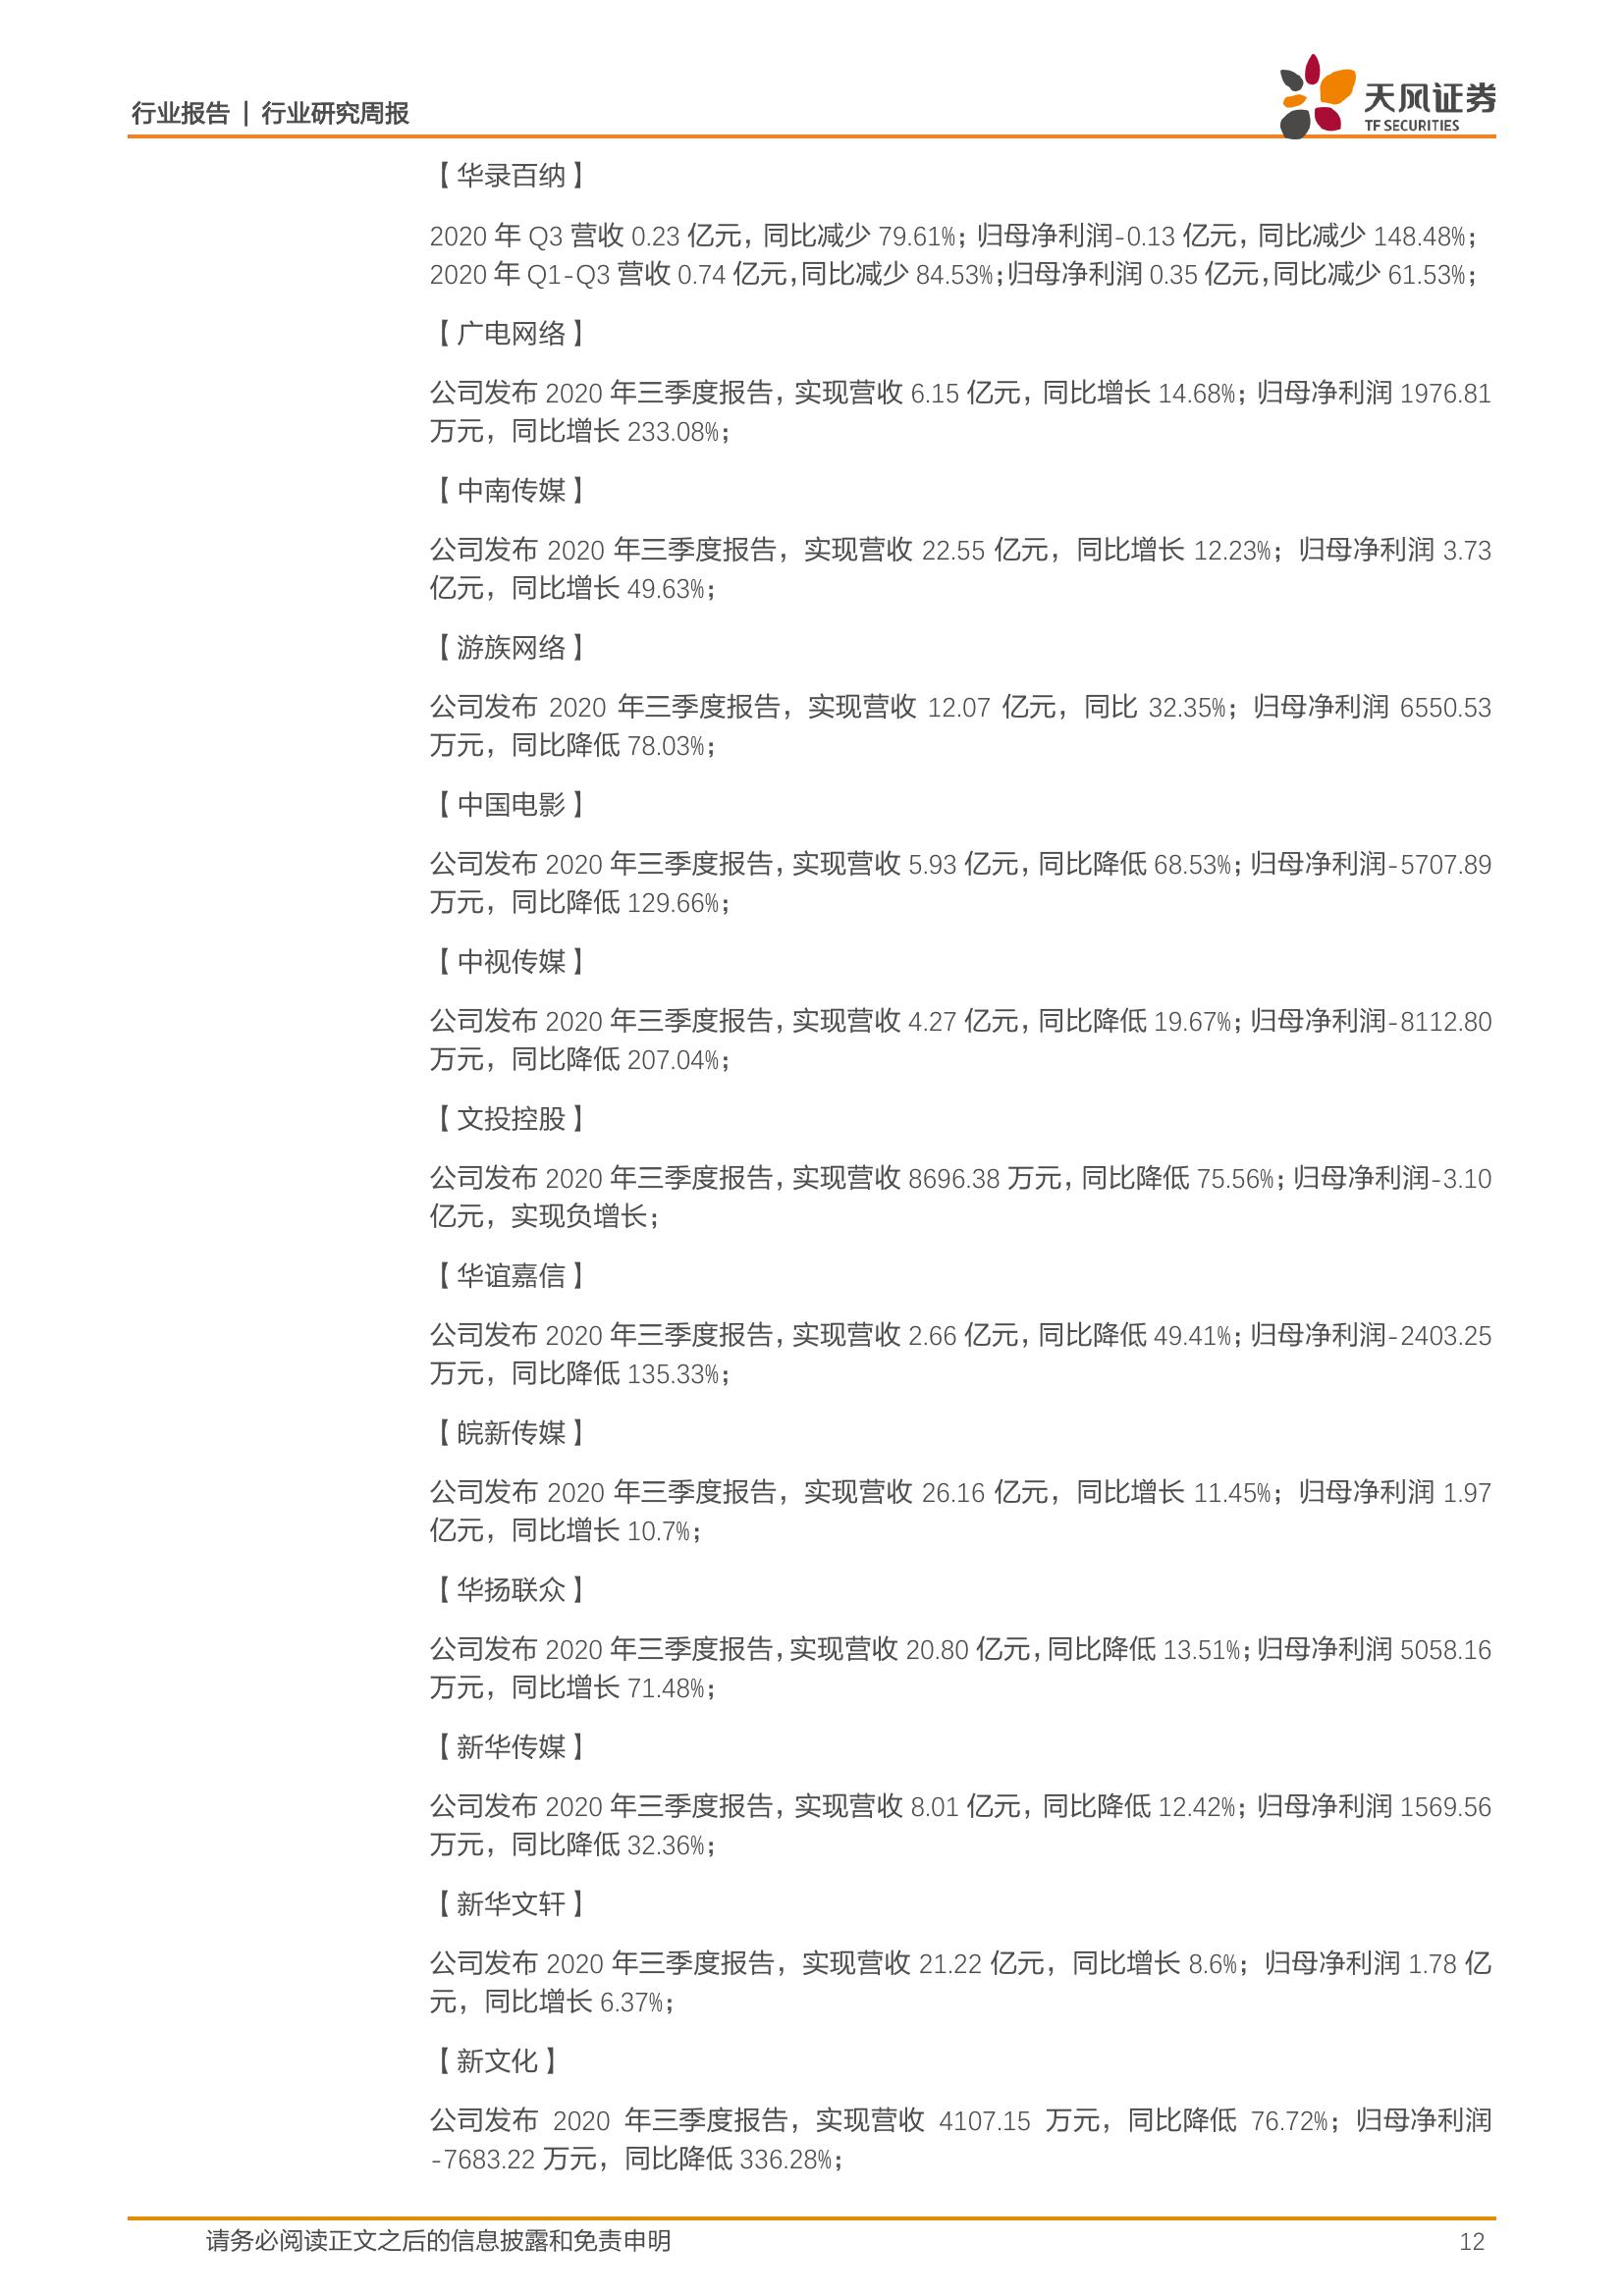 行业报告 | 行业研究周报
天风证券
TF SECURITIES
【华录百纳】
2020 年 Q3 营收 0.23 亿元，同比减少 79.61%；归母净利润-0.13 亿元，同比减少 148.48%；
2020 年 Q1-Q3 营收 0.74 亿元，同比减少 84.53%；归母净利润 0.35 亿元，同比减少 61.53%；
【广电网络】
公司发布 2020 年三季度报告，实现营收 6.15 亿元，同比增长 14.68%；归母净利润 1976.81
万元，同比增长 233.08%；
【中南传媒】
公司发布 2020 年三季度报告，实现营收 22.55 亿元，同比增长 12.23%；归母净利润 3.73
亿元，同比增长 49.63%；
【游族网络】
公司发布 2020 年三季度报告，实现营收 12.07 亿元，同比 32.35%；归母净利润 6550.53
万元，同比降低 78.03%；
【中国电影】
公司发布 2020 年三季度报告，实现营收 5.93 亿元，同比降低 68.53%；归母净利润-5707.89
万元，同比降低 129.66%；
【中视传媒】
公司发布 2020 年三季度报告，实现营收 4.27 亿元，同比降低 19.67%；归母净利润-8112.80
万元，同比降低 207.04%；
【文投控股】
公司发布 2020 年三季度报告，实现营收 8696.38 万元，同比降低 75.56%；归母净利润-3.10
亿元，实现负增长；
【华谊嘉信】
公司发布 2020 年三季度报告，实现营收 2.66 亿元，同比降低 49.41%；归母净利润-2403.25
万元，同比降低 135.33%；
【皖新传媒】
公司发布 2020 年三季度报告，实现营收 26.16 亿元，同比增长 11.45%；归母净利润 1.97
亿元，同比增长 10.7%；
【华扬联众】
公司发布 2020 年三季度报告，实现营收 20.80 亿元，同比降低 13.51%；归母净利润 5058.16
万元，同比增长 71.48%；
【新华传媒】
公司发布 2020 年三季度报告，实现营收 8.01 亿元，同比降低 12.42%；归母净利润 1569.56
万元，同比降低 32.36%；
【新华文轩】
公司发布 2020 年三季度报告，实现营收 21.22 亿元，同比增长 8.6%；归母净利润 1.78 亿
元，同比增长 6.37%；
【新文化】
公司发布 2020 年三季度报告，实现营收 4107.15 万元，同比降低 76.72%；归母净利润
-7683.22 万元，同比降低 336.28%；
请务必阅读正文之后的信息披露和免责申明
12